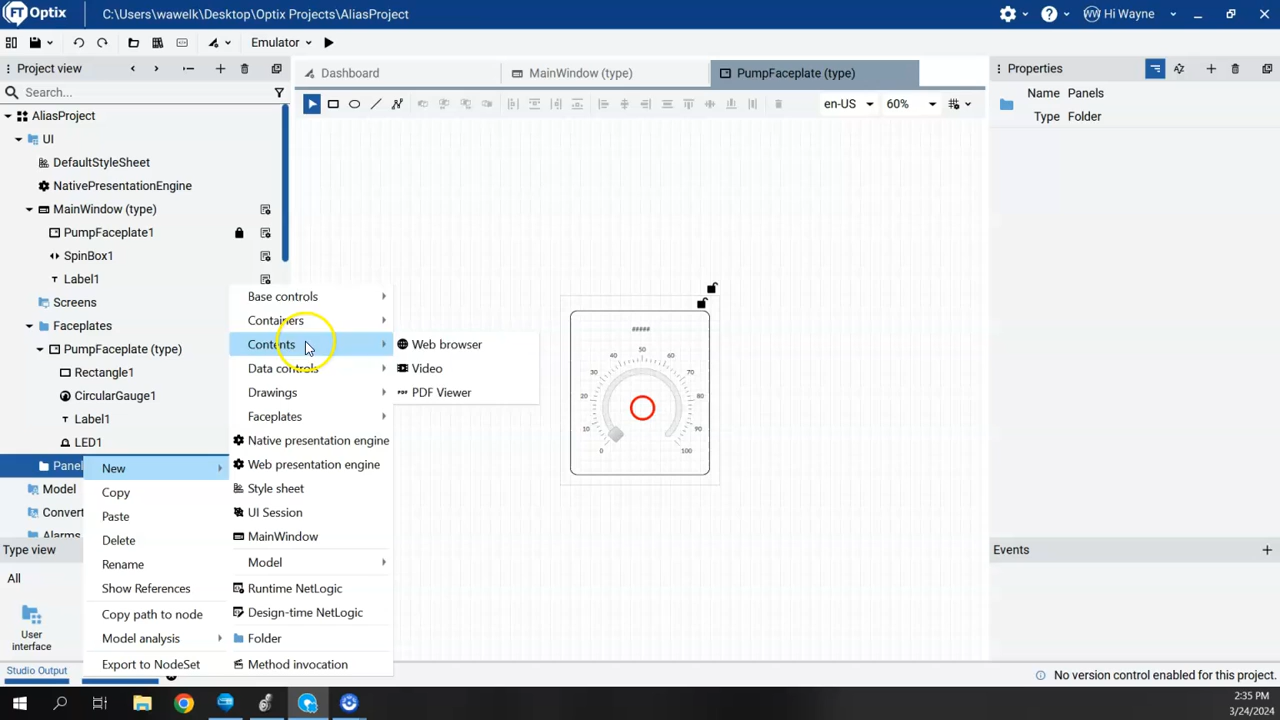 FT Optix
C:\Users\wawelk\Desktop\Optix Projects\AliasProject
WW Hi Wayne
Emulator
Project view
Search...
AliasProject
UI
DefaultStyleSheet
NativePresentationEngine
MainWindow (type)
PumpFaceplate1
SpinBox1
Label1
Screens
Faceplates
PumpFaceplate (type)
Rectangle1
CircularGauge1
Label1
LED1
Panel
Model
Convert
Alarms
Type view
All
User
interface
Studio Output
New
Copy
Paste
Delete
Rename
Show References
Copy path to node
Model analysis
Export to NodeSet
Base controls
Containers
Contents
Data controls
Drawings
Faceplates
Native presentation engine
Web presentation engine
Style sheet
UI Session
MainWindow
Model
Runtime NetLogic
Design-time NetLogic
Folder
Method invocation
Web browser
Video
PDF PDF Viewer
Dashboard
MainWindow (type)
PumpFaceplate (type)
en-US
60%
#####
0
10
20
30
40
50
60
70
80
90
100
Properties
Name Panels
Type Folder
Events
No version control enabled for this project.
2:35 PM
3/24/2024